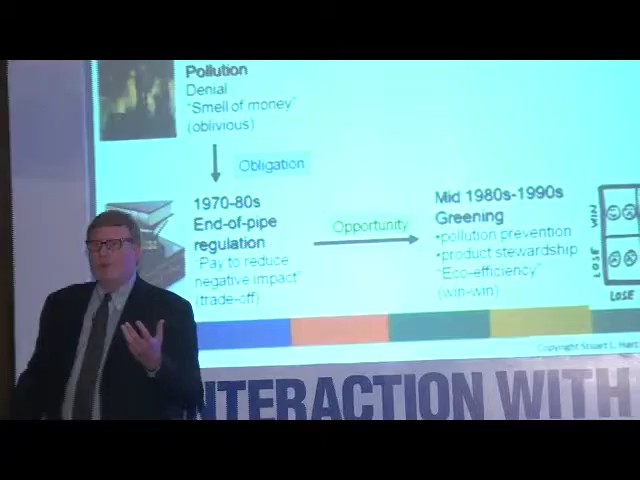 Pollution
Denial
"Smell of money"
(oblivious)
Obligation
1970-80s
End-of-pipe
regulation
"Pay to reduce
negative impact"
(trade-off)
Opportunity
Mid 1980s-1990s
Greening
•pollution prevention
•product stewardship
"Eco-efficiency"
(win-win)
WIN
LOSE
LOSE
Copyright Stuart L. Hart
INTERACTION WITH